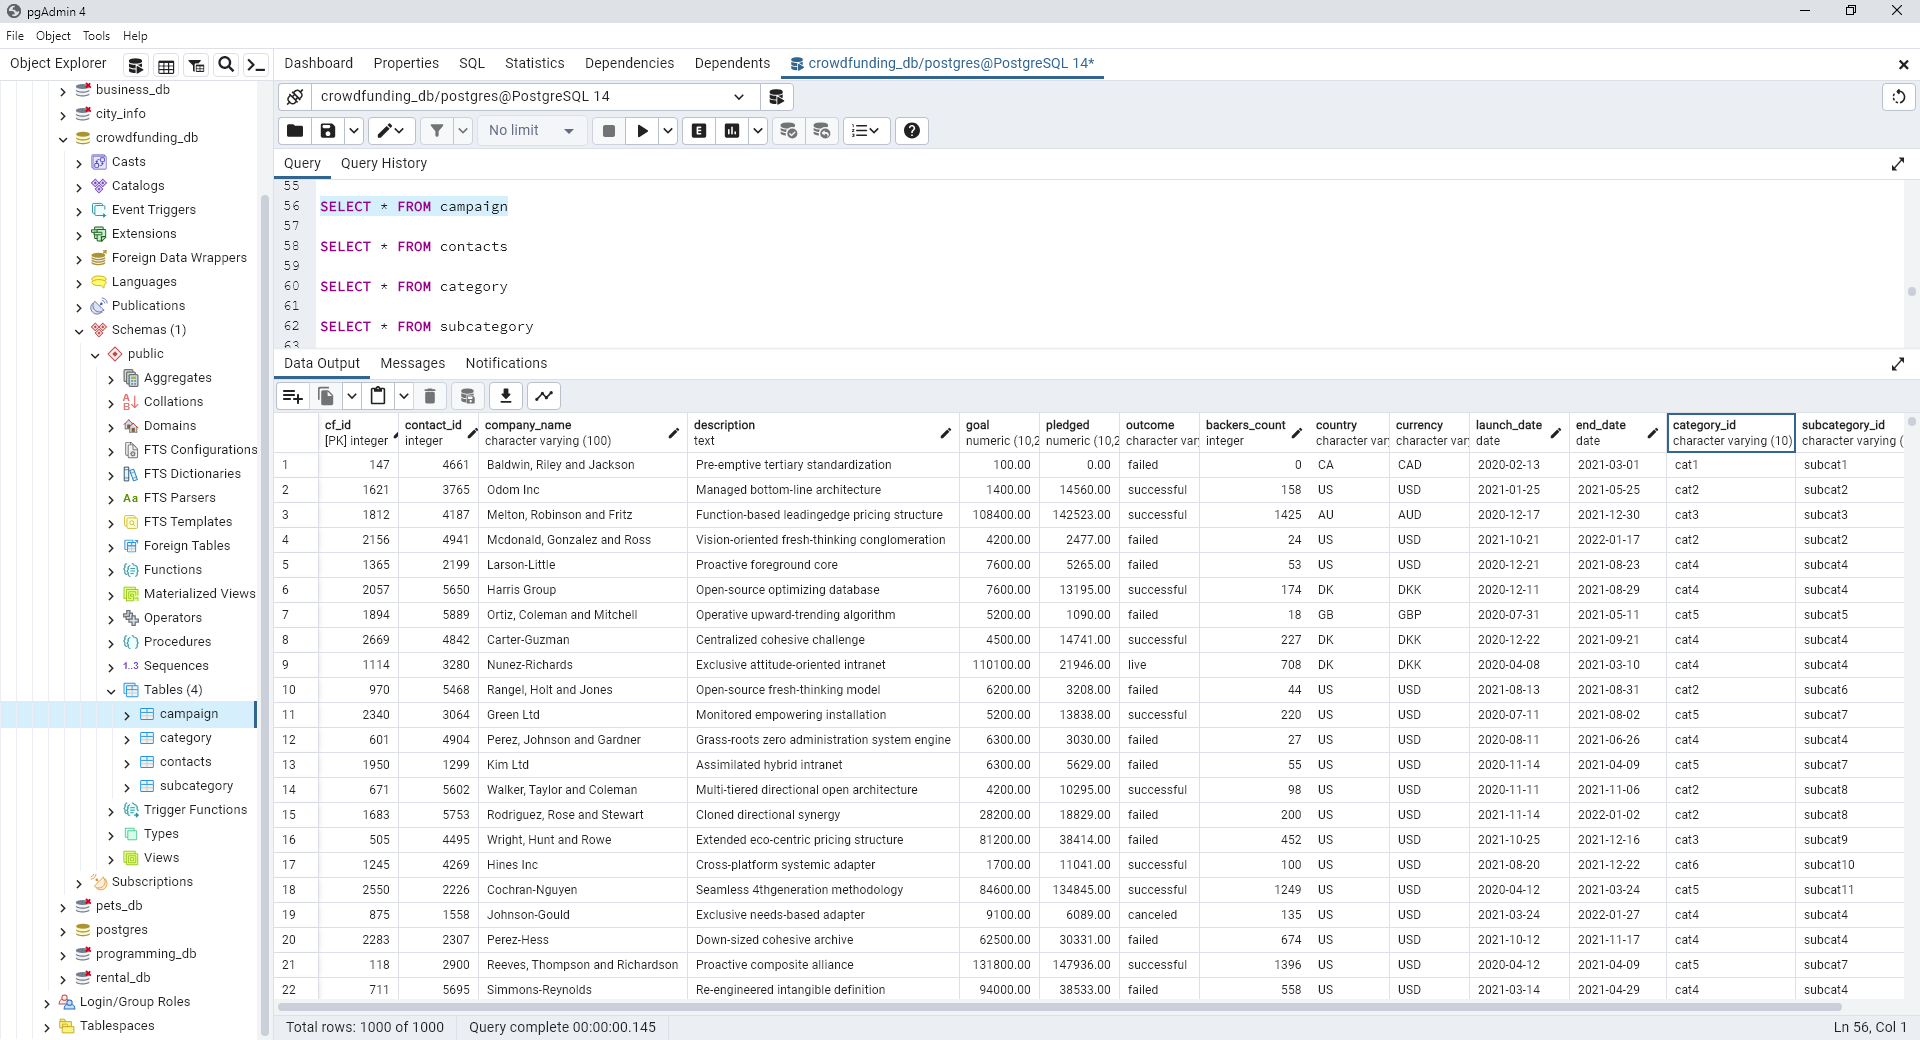 pgAdmin 4
File Object Tools Help
Object Explorer
Dashboard Properties SQL Statistics Dependencies Dependents crowdfunding_db/postgres@PostgreSQL 14*
business_db
city_info
crowdfunding_db
Casts
Catalogs
Event Triggers
Extensions
Foreign Data Wrappers
Languages
Publications
Schemas (1)
public
Aggregates
Collations
Domains
FTS Configurations
FTS Dictionaries
Aa FTS Parsers
FTS Templates
Foreign Tables
Functions
Materialized Views
Operators
Procedures
1..3 Sequences
Tables (4)
campaign
category
contacts
subcategory
Trigger Functions
Types
Views
Subscriptions
pets_db
postgres
programming_db
rental_db
Login/Group Roles
Tablespaces
crowdfunding_db/postgres@PostgreSQL 14
No limit E
Query Query History
55
56 SELECT * FROM campaign
57
58 SELECT * FROM contacts
59
60 SELECT * FROM category
61
62 SELECT * FROM subcategory
63
Data Output Messages Notifications
cf_id contact_id company_name description goal pledged outcome backers_count country currency launch_date end_date category_id subcategory_id
[PK] integer integer character varying (100) text numeric (10,2 numeric (10,2 character var integer character var character var date date character varying (10) character varying (
1 147 4661 Baldwin, Riley and Jackson Pre-emptive tertiary standardization 100.00 0.00 failed 0 CA CAD 2020-02-13 2021-03-01 cat1 subcat1
2 1621 3765 Odom Inc Managed bottom-line architecture 1400.00 14560.00 successful 158 US USD 2021-01-25 2021-05-25 cat2 subcat2
3 1812 4187 Melton, Robinson and Fritz Function-based leadingedge pricing structure 108400.00 142523.00 successful 1425 AU AUD 2020-12-17 2021-12-30 cat3 subcat3
4 2156 4941 Mcdonald, Gonzalez and Ross Vision-oriented fresh-thinking conglomeration 4200.00 2477.00 failed 24 US USD 2021-10-21 2022-01-17 cat2 subcat2
5 1365 2199 Larson-Little Proactive foreground core 7600.00 5265.00 failed 53 US USD 2020-12-21 2021-08-23 cat4 subcat4
6 2057 5650 Harris Group Open-source optimizing database 7600.00 13195.00 successful 174 DK DKK 2020-12-11 2021-08-29 cat4 subcat4
7 1894 5889 Ortiz, Coleman and Mitchell Operative upward-trending algorithm 5200.00 1090.00 failed 18 GB GBP 2020-07-31 2021-05-11 cat5 subcat5
8 2669 4842 Carter-Guzman Centralized cohesive challenge 4500.00 14741.00 successful 227 DK DKK 2020-12-22 2021-09-21 cat4 subcat4
9 1114 3280 Nunez-Richards Exclusive attitude-oriented intranet 110100.00 21946.00 live 708 DK DKK 2020-04-08 2021-03-10 cat4 subcat4
10 970 5468 Rangel, Holt and Jones Open-source fresh-thinking model 6200.00 3208.00 failed 44 US USD 2021-08-13 2021-08-31 cat2 subcat6
11 2340 3064 Green Ltd Monitored empowering installation 5200.00 13838.00 successful 220 US USD 2020-07-11 2021-08-02 cat5 subcat7
12 601 4904 Perez, Johnson and Gardner Grass-roots zero administration system engine 6300.00 3030.00 failed 27 US USD 2020-08-11 2021-06-26 cat4 subcat4
13 1950 1299 Kim Ltd Assimilated hybrid intranet 6300.00 5629.00 failed 55 US USD 2020-11-14 2021-04-09 cat5 subcat7
14 671 5602 Walker, Taylor and Coleman Multi-tiered directional open architecture 4200.00 10295.00 successful 98 US USD 2020-11-11 2021-11-06 cat2 subcat8
15 1683 5753 Rodriguez, Rose and Stewart Cloned directional synergy 28200.00 18829.00 failed 200 US USD 2021-11-14 2022-01-02 cat2 subcat8
16 505 4495 Wright, Hunt and Rowe Extended eco-centric pricing structure 81200.00 38414.00 failed 452 US USD 2021-10-25 2021-12-16 cat3 subcat9
17 1245 4269 Hines Inc Cross-platform systemic adapter 1700.00 11041.00 successful 100 US USD 2021-08-20 2021-12-22 cat6 subcat10
18 2550 2226 Cochran-Nguyen Seamless 4thgeneration methodology 84600.00 134845.00 successful 1249 US USD 2020-04-12 2021-03-24 cat5 subcat11
19 875 1558 Johnson-Gould Exclusive needs-based adapter 9100.00 6089.00 canceled 135 US USD 2021-03-24 2022-01-27 cat4 subcat4
20 2283 2307 Perez-Hess Down-sized cohesive archive 62500.00 30331.00 failed 674 US USD 2021-10-12 2021-11-17 cat4 subcat4
21 118 2900 Reeves, Thompson and Richardson Proactive composite alliance 131800.00 147936.00 successful 1396 US USD 2020-04-12 2021-04-09 cat5 subcat7
22 711 5695 Simmons-Reynolds Re-engineered intangible definition 94000.00 38533.00 failed 558 US USD 2021-03-14 2021-04-29 cat4 subcat4
Total rows: 1000 of 1000 Query complete 00:00:00.145 Ln 56, Col 1